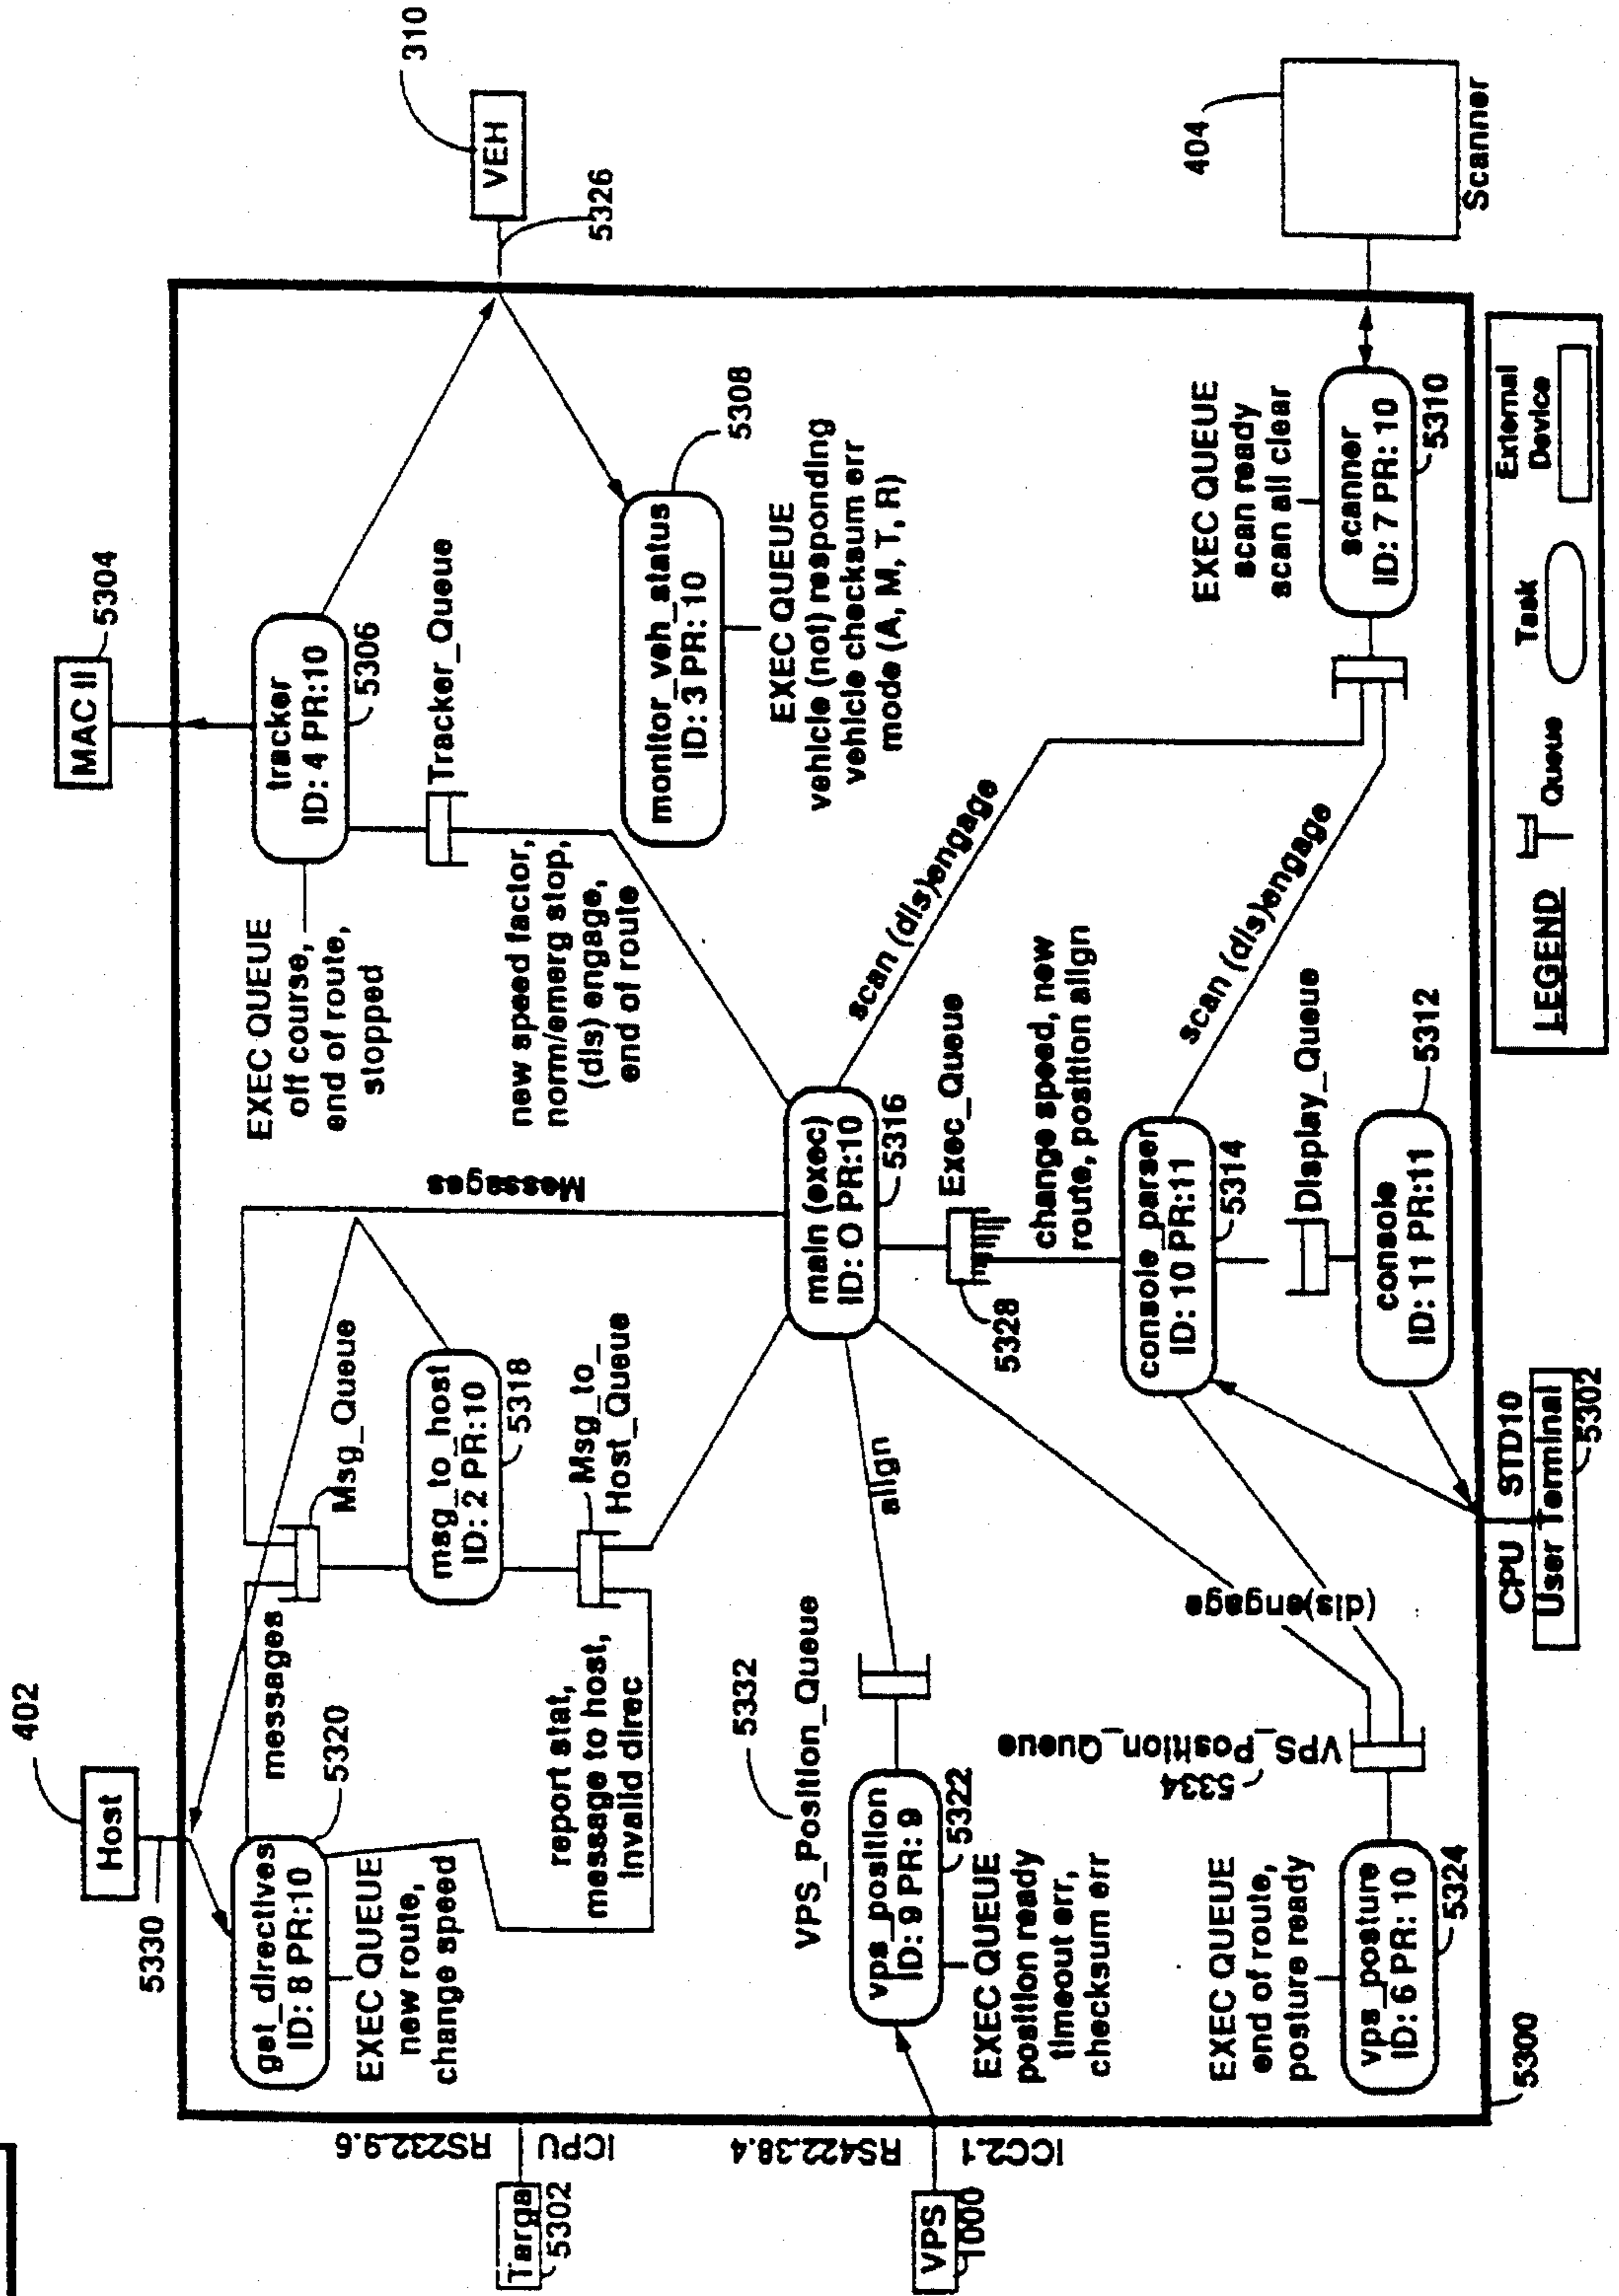 402
Host
5330
MAC II
5304
310
VEH
5326
get_directives
ID: 8 PR:10
5320
EXEC QUEUE
new route,
change speed
messages
Msg_Queue
msg_to_host
ID: 2 PR:10
5318
Msg_to_
Host_Queue
report stat,
message to host,
invalid direc
Messages
EXEC QUEUE
off course,
end of route,
stopped
tracker
ID: 4 PR:10
5306
Tracker_Queue
new speed factor,
norm/emerg stop,
(dis) engage,
end of route
monitor_veh_status
ID: 3 PR: 10
5308
EXEC QUEUE
vehicle (not) responding
vehicle checksum err
mode (A, M, T, R)
RS232.9.6
ICPU
Targa
5302
VPS
1000
RS422.38.4
ICC2.1
5332
VPS_Position_Queue
vps_position
ID: 9 PR: 9
5322
EXEC QUEUE
position ready
timeout err,
checksum err
align
main (exec)
ID: O PR:10
5316
Exec_Queue
5328
change speed, new
route, position align
scan (dis)engage
scan (dis)engage
console_parser
ID: 10 PR:11
5314
Display_Queue
console
ID: 11 PR:11
5312
(dis)engage
VPS_Position_Queue
5334
EXEC QUEUE
end of route,
posture ready
vps_posture
ID: 6 PR: 10
5324
EXEC QUEUE
scan ready
scan all clear
scanner
ID: 7 PR: 10
5310
404
Scanner
5300
CPU STD10
User Terminal
5302
LEGEND
Queue
Task
External
Device